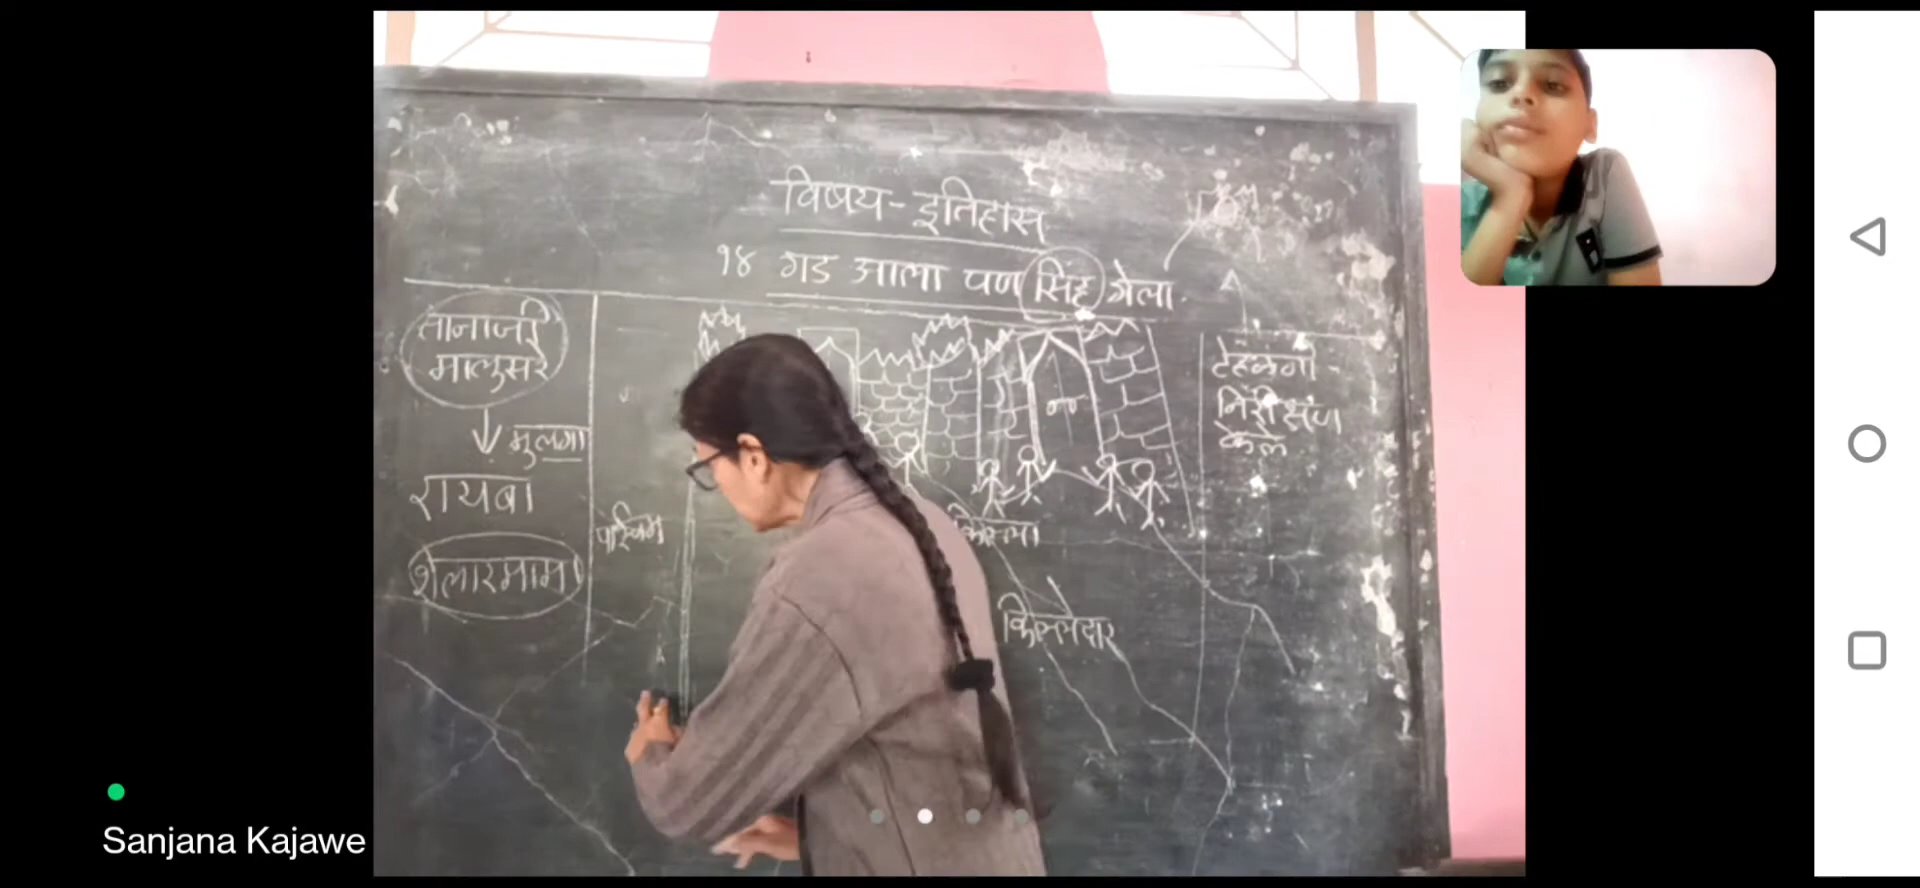 विषय - इतिहास
१४ गड आला पण सिंह गेला.
तानाजी
मालुसरे
मुलगा
रायबा
शेलारमामा
पश्चिम
किल्ला
किल्लेदार
टेहळणी -
निरीक्षण
केले
Sanjana Kajawe